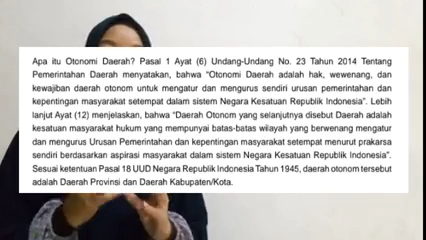 Apa itu Otonomi Daerah? Pasal 1 Ayat (6) Undang-Undang No. 23 Tahun 2014 Tentang
Pemerintahan Daerah menyatakan, bahwa “Otonomi Daerah adalah hak, wewenang, dan
kewajiban daerah otonom untuk mengatur dan mengurus sendiri urusan pemerintahan dan
kepentingan masyarakat setempat dalam sistem Negara Kesatuan Republik Indonesia”. Lebih
lanjut Ayat (12) menjelaskan, bahwa “Daerah Otonom yang selanjutnya disebut Daerah adalah
kesatuan masyarakat hukum yang mempunyai batas-batas wilayah yang berwenang mengatur
dan mengurus Urusan Pemerintahan dan kepentingan masyarakat setempat menurut prakarsa
sendiri berdasarkan aspirasi masyarakat dalam sistem Negara Kesatuan Republik Indonesia”.
Sesuai ketentuan Pasal 18 UUD Negara Republik Indonesia Tahun 1945, daerah otonom tersebut
adalah Daerah Provinsi dan Daerah Kabupaten/Kota.